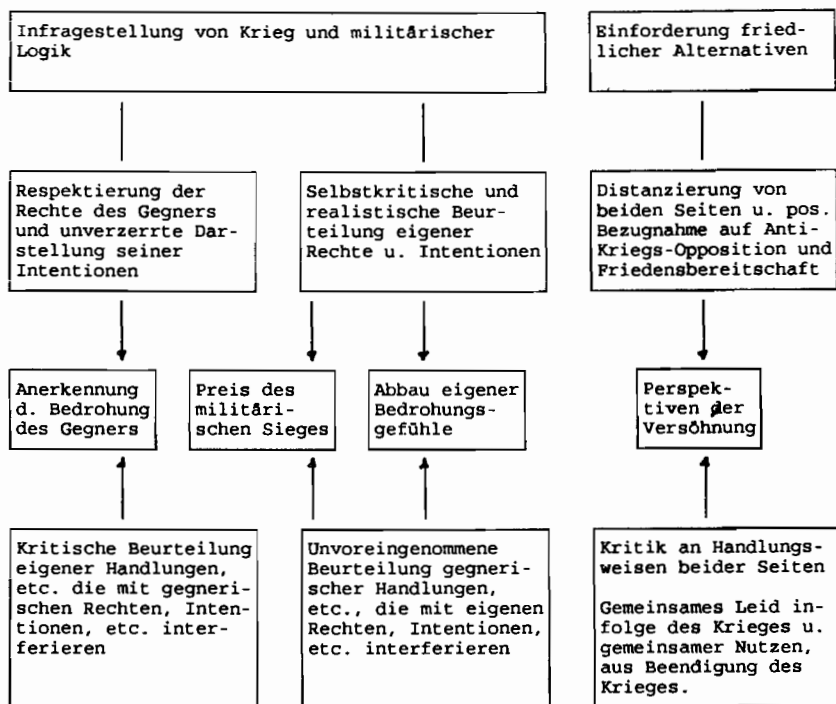 Infragestellung von Krieg und militärischer
Logik
Einforderung fried-
licher Alternativen
Respektierung der
Rechte des Gegners
und unverzerrte Dar-
stellung seiner
Intentionen
Selbstkritische und
realistische Beur-
teilung eigener
Rechte u. Intentionen
Distanzierung von
beiden Seiten u. pos.
Bezugnahme auf Anti-
Kriegs-Opposition und
Friedensbereitschaft
Anerkennung
d. Bedrohung
des Gegners
Preis des
militäri-
schen Sieges
Abbau eigener
Bedrohungs-
gefühle
Perspek-
tiven der
Versöhnung
Kritische Beurteilung
eigener Handlungen,
etc. die mit gegneri-
schen Rechten, Inten-
tionen, etc. inter-
ferieren
Unvoreingenommene
Beurteilung gegneri-
scher Handlungen,
etc., die mit eigenen
Rechten, Intentionen,
etc. interferieren
Kritik an Handlungs-
weisen beider Seiten
Gemeinsames Leid in-
folge des Krieges u.
gemeinsamer Nutzen,
aus Beendigung des
Krieges.